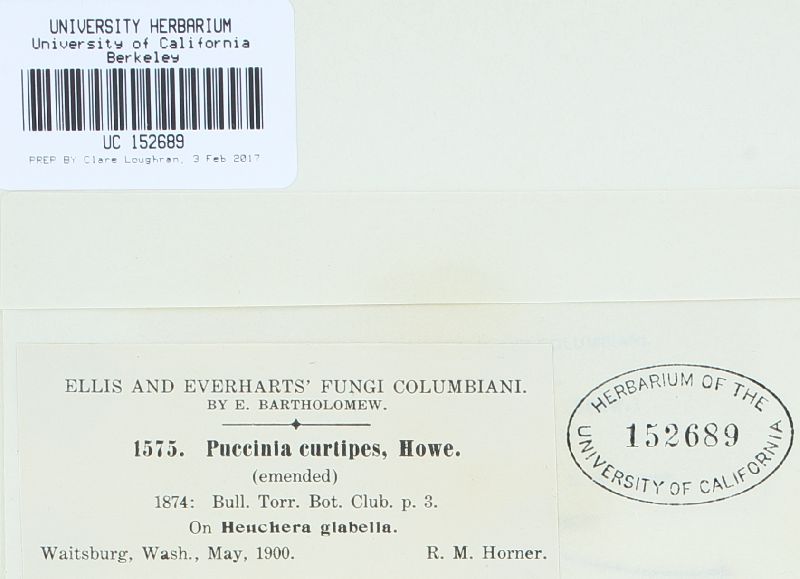 UNIVERSITY HERBARIUM
University of California
Berkeley
UC 152689
PREP BY Clare Loughran, 3 Feb 2017
ELLIS AND EVERHARTS' FUNGI COLUMBIANI.
BY E. BARTHOLOMEW.
1575. Puccinia curtipes, Howe.
(emended)
1874: Bull. Torr. Bot. Club. p. 3.
On Heuchera glabella.
Waitsburg, Wash., May, 1900. R. M. Horner.
HERBARIUM OF THE
152689
UNIVERSITY OF CALIFORNIA